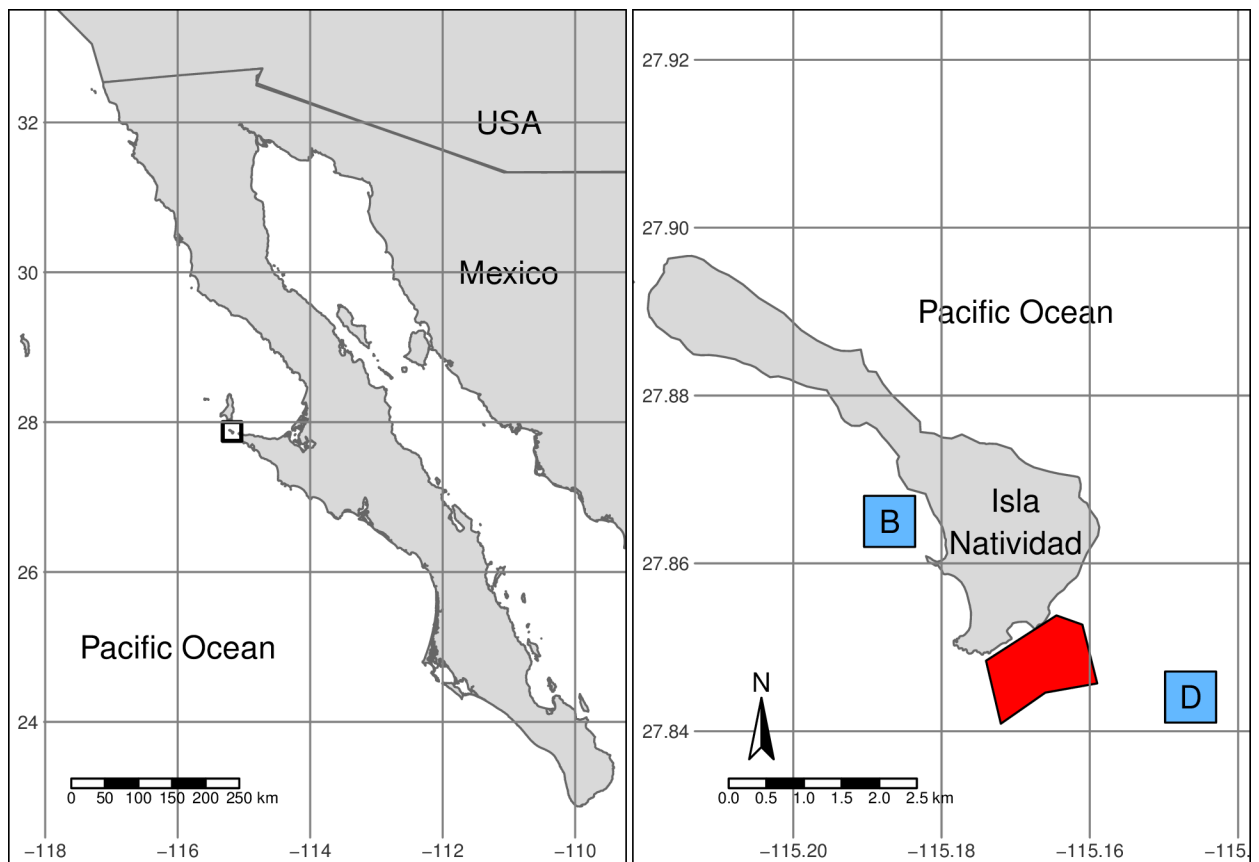 USA
32
30
Mexico
28
26
Pacific Ocean
24
0 50 100 150 200 250 km
−118 −116 −114 −112 −110
27.92
27.90
Pacific Ocean
27.88
B
Isla
Natividad
27.86
N
D
27.84
0.0 0.5 1.0 1.5 2.0 2.5 km
−115.20 −115.18 −115.16 −115.